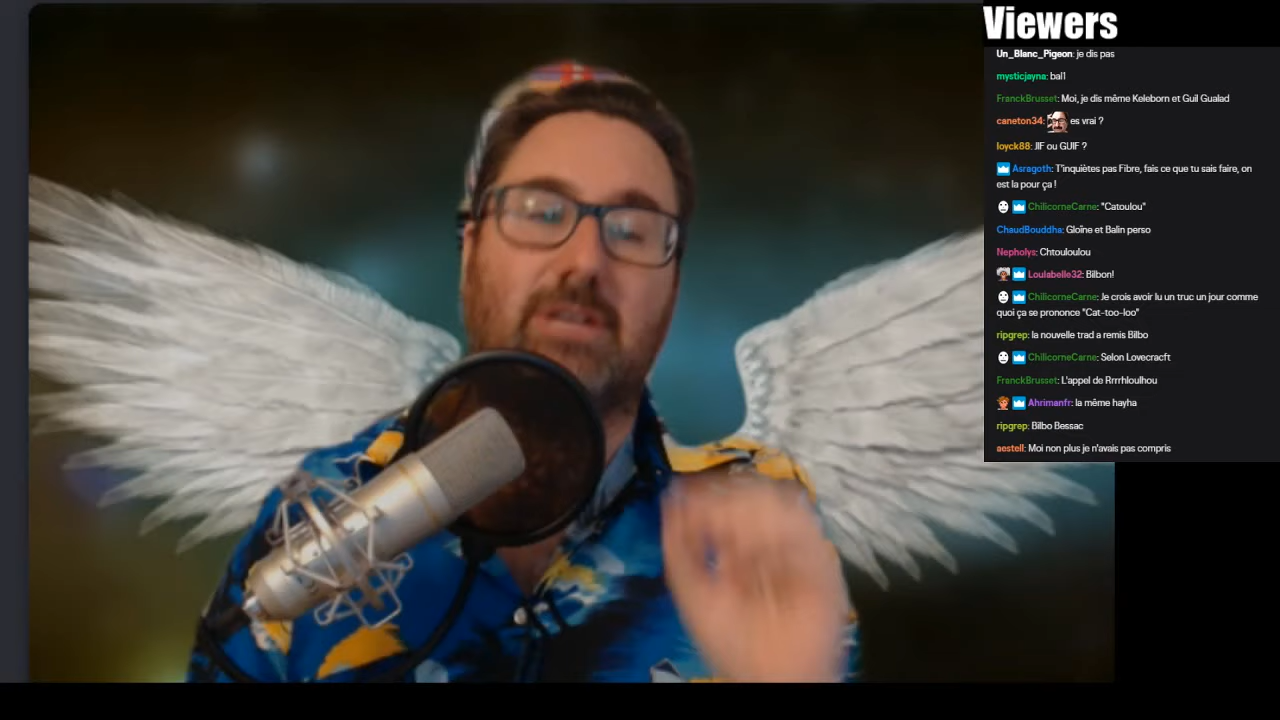 Viewers
Un_Blanc_Pigeon: je dis pas
mysticjayna: bal1
FranckBrusset: Moi, je dis même Keleborn et Guil Gualad
caneton34: es vrai ?
loyck88: JIF ou GUIF ?
Asragoth: T'inquiètes pas Fibre, fais ce que tu sais faire, on
est la pour ça !
ChilicorneCarne: "Catoulou"
ChaudBouddha: Gloïne et Balin perso
Nepholys: Chtouloulou
Loulabelle32: Bilbon!
ChilicorneCarne: Je crois avoir lu un truc un jour comme
quoi ça se prononce "Cat-too-loo"
ripgrep: la nouvelle trad a remis Bilbo
ChilicorneCarne: Selon Lovecracft
FranckBrusset: L'appel de Rrrrhloulhou
Ahrimanfr: la même hayha
ripgrep: Bilbo Bessac
aestell: Moi non plus je n'avais pas compris